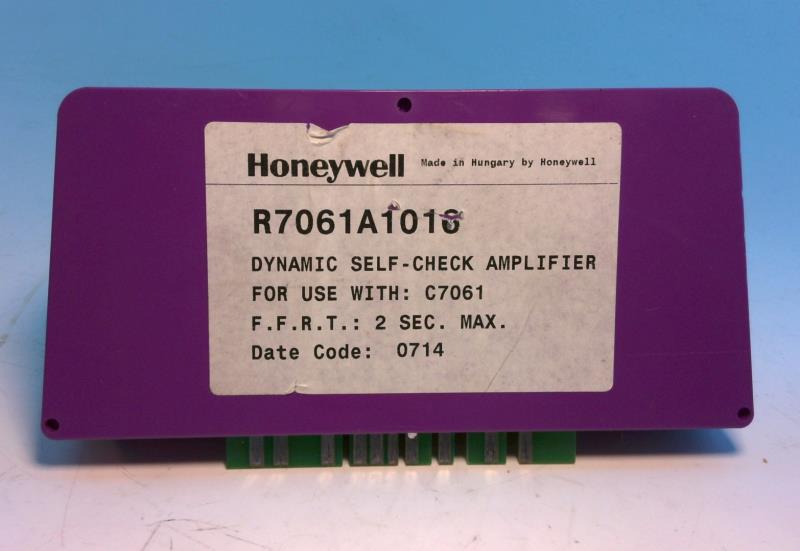 Honeywell Made in Hungary by Honeywell
R7061A1016
DYNAMIC SELF-CHECK AMPLIFIER
FOR USE WITH: C7061
F.F.R.T.: 2 SEC. MAX.
Date Code: 0714